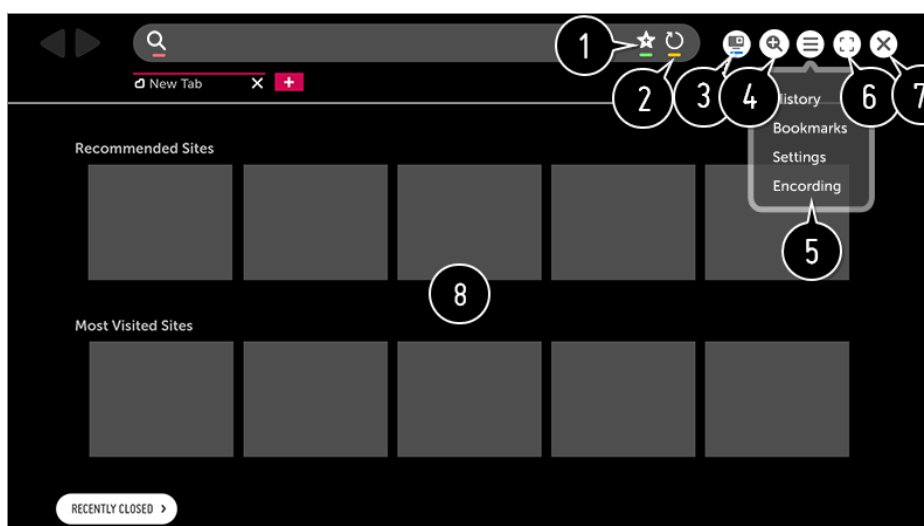 1
2
3
4
6
7
New Tab
History
Bookmarks
Settings
Encording
5
Recommended Sites
8
Most Visited Sites
RECENTLY CLOSED >